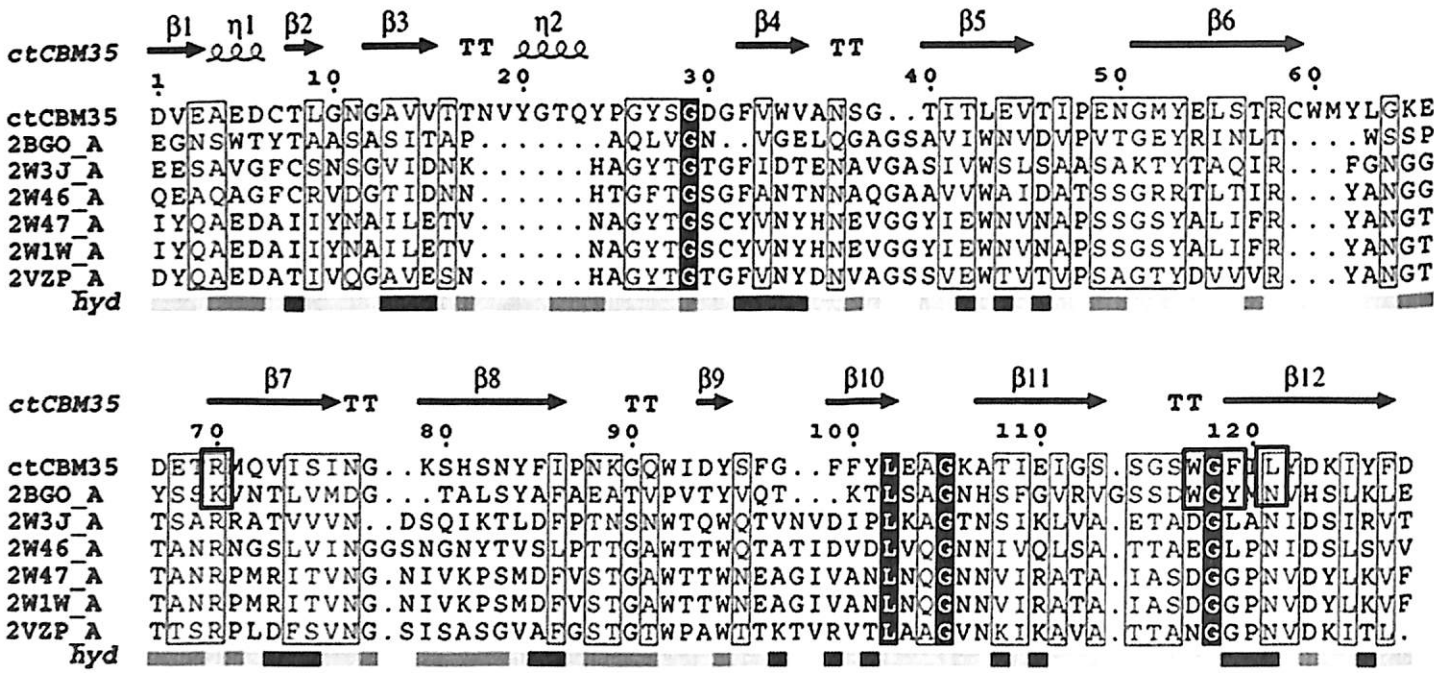 β1 η1 β2 β3 η2 β4 β5 β6
ctCBM35 TT TT
1 10 20 30 40 50 60
ctCBM35 DVEAEDCTLGNGAVVTTNVYGTQYPGYSGDGFVWVANSG..TITLEVTIPENGMYELSTRCWMYLGKE
2BGO_A EGNSWTYTAASASITAP......AQLVGN..VGELQGAGSAVIWNVDVPVTGEYRINLT....WSSP
2W3J_A EESAVGFCSNSGVIDNK......HAGYTGTGFIDTENAVGASIVWSLSAASAKTYTAQIR...FGNGG
2W46_A QEAQAGFCRVDGTIDNN......HTGFTGSGFANTNNAQGAAVVWAIDATSSGRRTLTIR...YANGG
2W47_A IYQAEDAIIYNAILETV......NAGYTGSCYVNYHNEVGGYIEWNVNAPSSGSYALIFR...YANGT
2W1W_A IYQAEDAIIYNAILETV......NAGYTGSCYVNYHNEVGGYIEWNVNAPSSGSYALIFR...YANGT
2VZP_A DYQAEDATIVQGAVESN......HAGYTGTGFVNYDNVAGSSVEWTVTVPSAGTYDVVVR...YANGT
hyd
β7 β8 β9 β10 β11 β12
ctCBM35 TT TT TT
70 80 90 100 110 120
ctCBM35 DETRMQVISING..KSHSNYFIPNKGQWIDYSFG..FFYLEAGKATIEIGS.SGSWGFILYDKIYFD
2BGO_A YSSKVNTLVMDG..TALSYAFAEATVPVTYVQT...KTLSAGNHSFGVRVGSSDWGYMNVHSLKLE
2W3J_A TSARRATVVVN..DSQIKTLDFPTNSNWTQWQTVNVDIPLKAGTNSIKLVA.ETADGLANIDSIRVT
2W46_A TANRNGSLVINGGSNGNYTVSLPTTGAWTTWQTATIDVDLVQGNNIVQLSA.TTAEGLPNIDSLSVV
2W47_A TANRPMRITVNG.NIVKPSMDFVSTGAWTTWNEAGIVANLNQGNNVIRATA.IASDGGPNVDYLKVF
2W1W_A TANRPMRITVNG.NIVKPSMDFVSTGAWTTWNEAGIVANLNQGNNVIRATA.IASDGGPNVDYLKVF
2VZP_A TTSRPLDFSVNG.SISASGVAFGSTGTWPAWTTKTVRVTLAAGVNKIKAVA.TTANGGPNVDKITL.
hyd